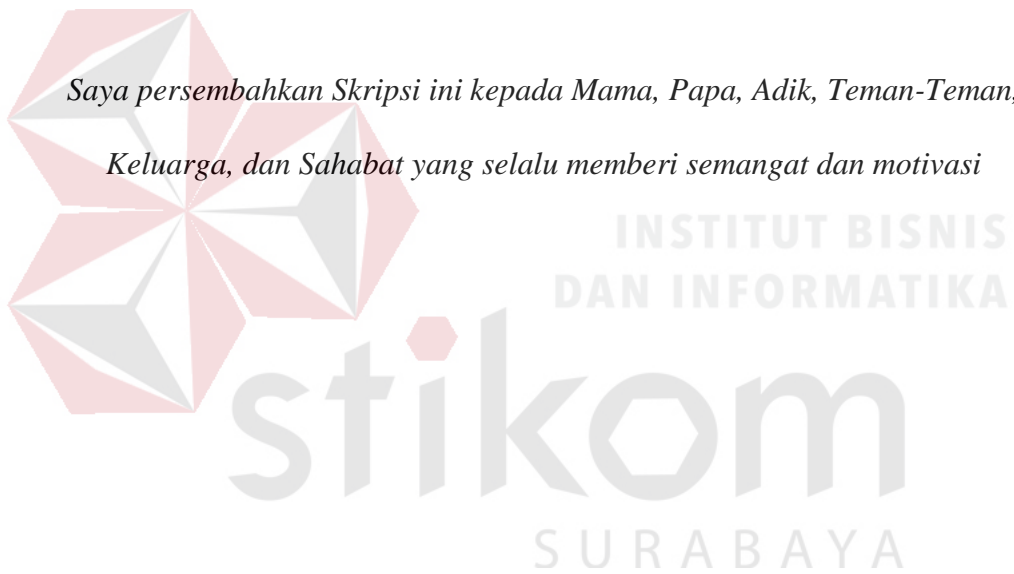 Saya persembahkan Skripsi ini kepada Mama, Papa, Adik, Teman-Teman,
Keluarga, dan Sahabat yang selalu memberi semangat dan motivasi
INSTITUT BISNIS
DAN INFORMATIKA
stikom
SURABAYA